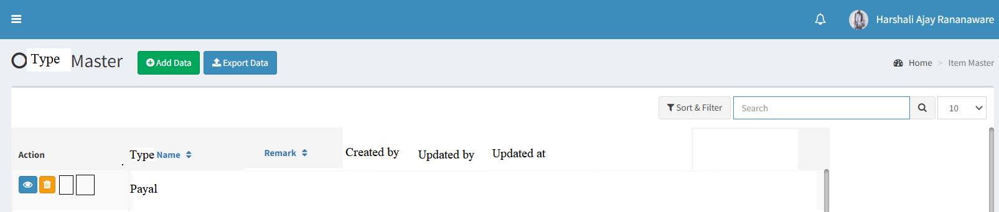 Harshali Ajay Rananaware
Type Master Add Data Export Data Home > Item Master
Sort & Filter Search 10
Action Type Name Remark Created by Updated by Updated at
Payal